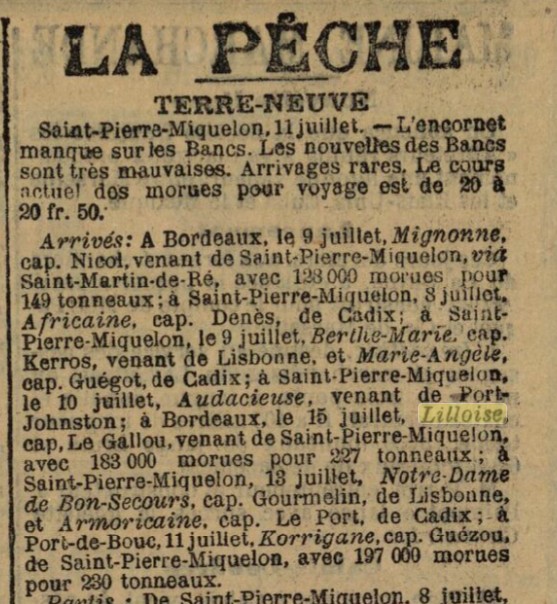 LA PÊCHE
TERRE-NEUVE
Saint-Pierre-Miquelon, 11 juillet. — L'encornet
manque sur les Bancs. Les nouvelles des Bancs
sont très mauvaises. Arrivages rares. Le cours
actuel des morues pour voyage est de 20 à
20 fr. 50.
Arrivés: A Bordeaux, le 9 juillet, Mignonne,
cap. Nicol, venant de Saint-Pierre-Miquelon, viâ
Saint-Martin-de-Ré, avec 128 000 morues pour
149 tonneaux; à Saint-Pierre-Miquelon, 8 juillet,
Africaine, cap. Denès, de Cadix; à Saint-
Pierre-Miquelon, le 9 juillet, Berthe-Marie, cap.
Kerros, venant de Lisbonne, et Marie-Angèle,
cap. Guégot, de Cadix; à Saint-Pierre-Miquelon,
le 10 juillet, Audacieuse, venant de Port-
Johnston; à Bordeaux, le 15 juillet, Lilloise,
cap, Le Gallou, venant de Saint-Pierre-Miquelon,
avec 183 000 morues pour 227 tonneaux; à
Saint-Pierre-Miquelon, 13 juillet, Notre-Dame
de Bon-Secours, cap. Gourmelin, de Lisbonne,
et Armoricaine, cap. Le Port, de Cadix; à
Port-de-Bouc, 11 juillet, Korrigane, cap. Guézou,
de Saint-Pierre-Miquelon, avec 197 000 morues
pour 230 tonneaux.
Partis: De Saint-Pierre-Miquelon, 8 juillet,